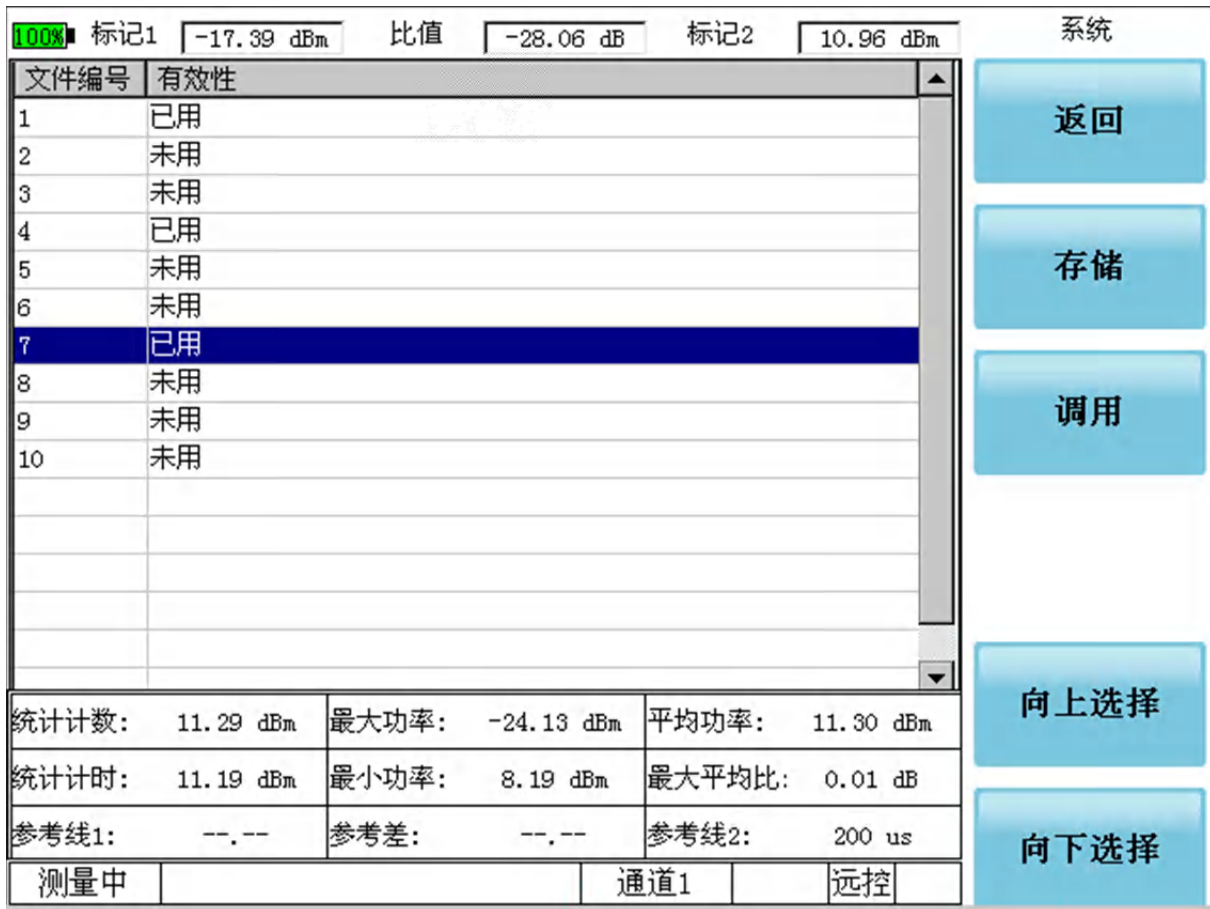 100% 标记1 -17.39 dBm 比值 -28.06 dB 标记2 10.96 dBm 系统
文件编号 有效性
1 已用
2 未用
3 未用
4 已用
5 未用
6 未用
7 已用
8 未用
9 未用
10 未用
返回
存储
调用
向上选择
向下选择
统计计数: 11.29 dBm 最大功率: -24.13 dBm 平均功率: 11.30 dBm
统计计时: 11.19 dBm 最小功率: 8.19 dBm 最大平均比: 0.01 dB
参考线1: --.-- 参考差: --.-- 参考线2: 200 us
测量中 通道1 远控